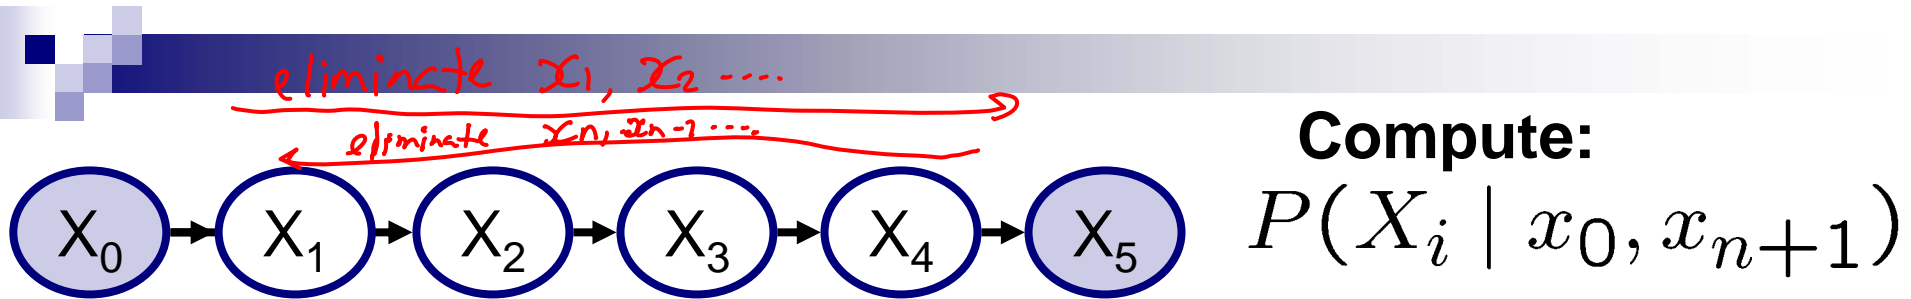 eliminate x₁, x₂ ....
eliminate xₙ, xₙ₋₁ ....
Compute:
X₀ X₁ X₂ X₃ X₄ X₅
P(Xᵢ | x₀, xₙ₊₁)